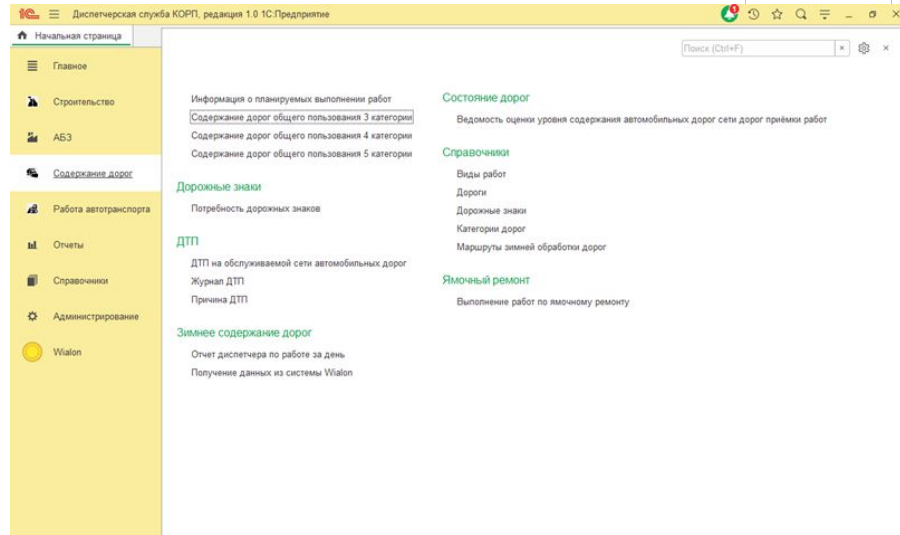 1С Диспетчерская служба КОРП, редакция 1.0 1С:Предприятие
Начальная страница
Поиск (Ctrl+F)
Главное
Строительство
АБЗ
Содержание дорог
Работа автотранспорта
Отчеты
Справочники
Администрирование
Wialon
Информация о планируемых выполнении работ
Содержание дорог общего пользования 3 категории
Содержание дорог общего пользования 4 категории
Содержание дорог общего пользования 5 категории
Дорожные знаки
Потребность дорожных знаков
ДТП
ДТП на обслуживаемой сети автомобильных дорог
Журнал ДТП
Причина ДТП
Зимнее содержание дорог
Отчет диспетчера по работе за день
Получение данных из системы Wialon
Состояние дорог
Ведомость оценки уровня содержания автомобильных дорог сети дорог приёмки работ
Справочники
Виды работ
Дороги
Дорожные знаки
Категории дорог
Маршруты зимней обработки дорог
Ямочный ремонт
Выполнение работ по ямочному ремонту